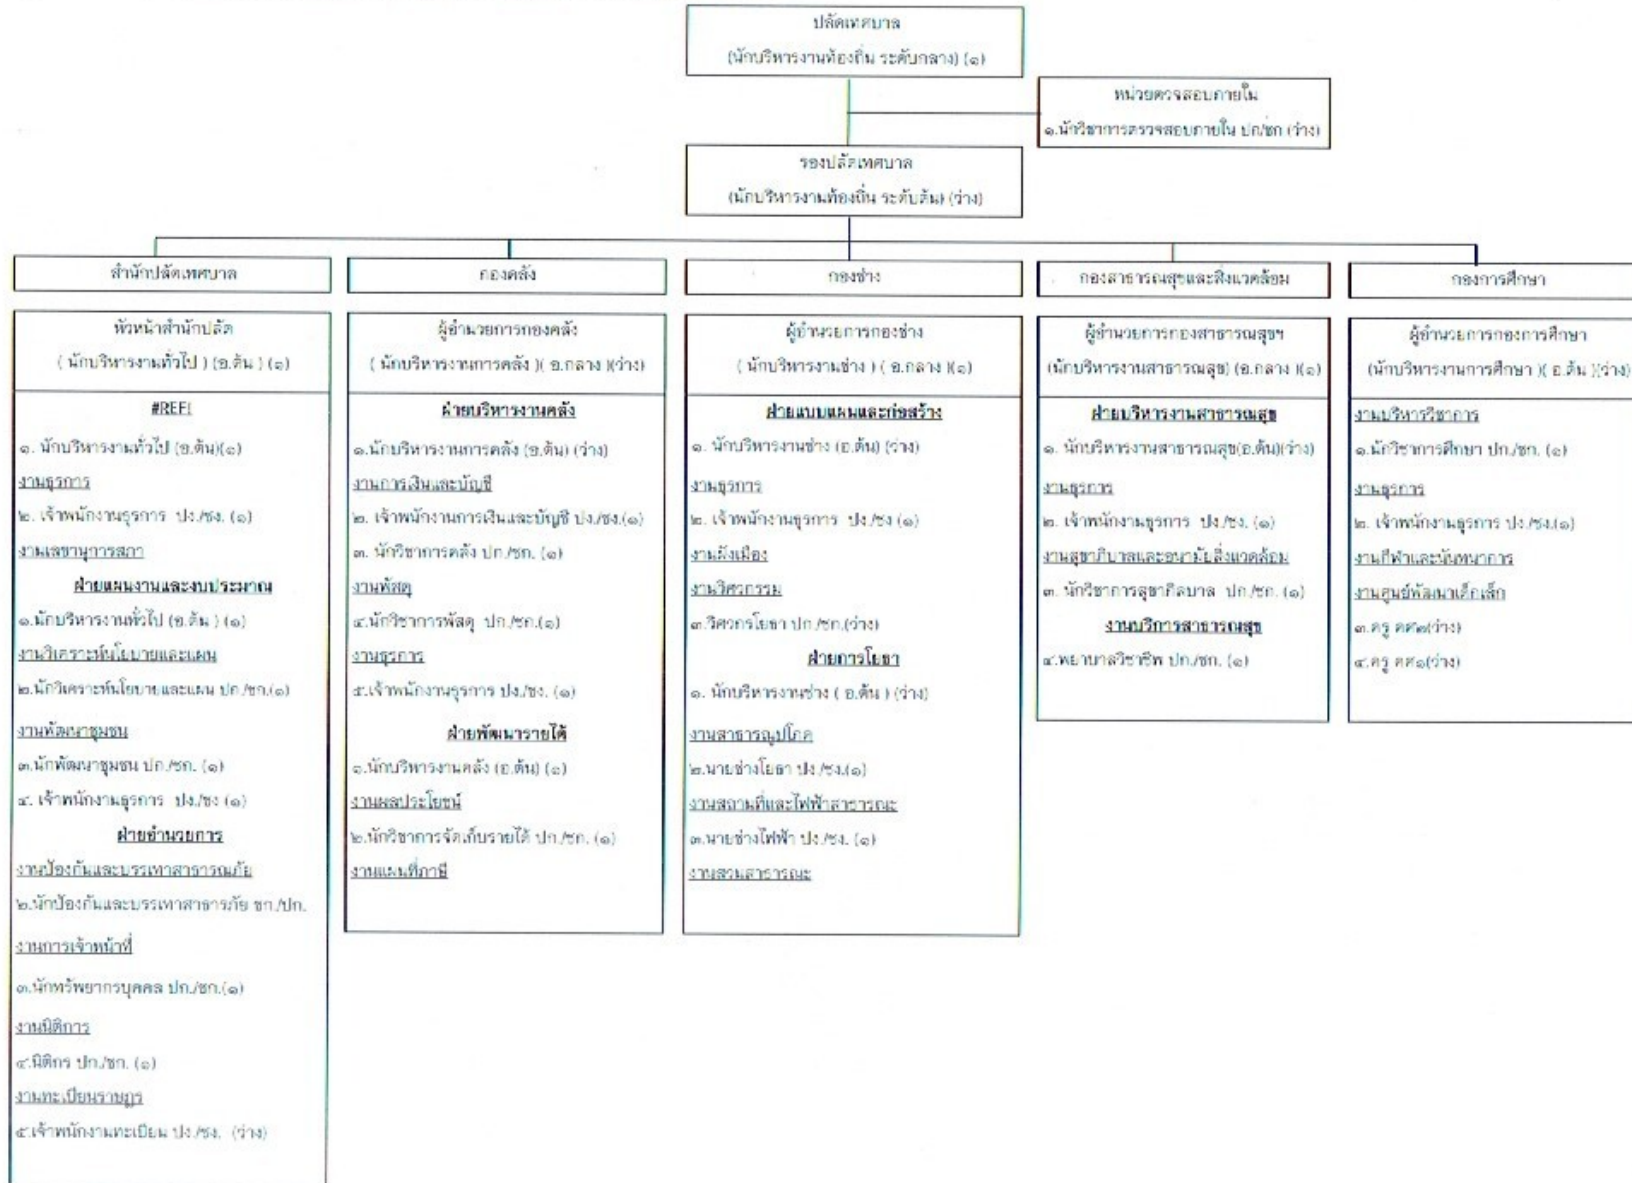 ปลัดเทศบาล
(นักบริหารงานท้องถิ่น ระดับกลาง) (๑)
หน่วยตรวจสอบภายใน
๑.นักวิชาการตรวจสอบภายใน ปก/ชก (ว่าง)
รองปลัดเทศบาล
(นักบริหารงานท้องถิ่น ระดับต้น) (ว่าง)
สำนักปลัดเทศบาล
หัวหน้าสำนักปลัด
( นักบริหารงานทั่วไป ) (อ.ต้น ) (๑)
#REF!
๑. นักบริหารงานทั่วไป (อ.ต้น)(๑)
งานธุรการ
๒. เจ้าพนักงานธุรการ ปง./ชง. (๑)
งานเลขานุการสภา
ฝ่ายแผนงานและงบประมาณ
๑.นักบริหารงานทั่วไป (อ.ต้น ) (๑)
งานวิเคราะห์นโยบายและแผน
๒.นักวิเคราะห์นโยบายและแผน ปก./ชก.(๑)
งานพัฒนาชุมชน
๓.นักพัฒนาชุมชน ปก./ชก. (๑)
๔. เจ้าพนักงานธุรการ ปง./ชง (๑)
ฝ่ายอำนวยการ
งานป้องกันและบรรเทาสาธารณภัย
๒.นักป้องกันและบรรเทาสาธารภัย ชก./ปก.
งานการเจ้าหน้าที่
๓.นักทรัพยากรบุคคล ปก./ชก.(๑)
งานนิติการ
๔.นิติกร ปก./ชก. (๑)
งานทะเบียนราษฎร
๕.เจ้าพนักงานทะเบียน ปง./ชง. (ว่าง)
กองคลัง
ผู้อำนวยการกองคลัง
( นักบริหารงานการคลัง )( อ.กลาง )(ว่าง)
ฝ่ายบริหารงานคลัง
๑.นักบริหารงานการคลัง (อ.ต้น) (ว่าง)
งานการเงินและบัญชี
๒. เจ้าพนักงานการเงินและบัญชี ปง./ชง.(๑)
๓. นักวิชาการคลัง ปก./ชก. (๑)
งานพัสดุ
๔.นักวิชาการพัสดุ ปก./ชก.(๑)
งานธุรการ
๕.เจ้าพนักงานธุรการ ปง./ชง. (๑)
ฝ่ายพัฒนารายได้
๑.นักบริหารงานคลัง (อ.ต้น) (๑)
งานผลประโยชน์
๒.นักวิชาการจัดเก็บรายได้ ปก./ชก. (๑)
งานแผนที่ภาษี
กองช่าง
ผู้อำนวยการกองช่าง
( นักบริหารงานช่าง ) ( อ.กลาง )(๑)
ฝ่ายแบบแผนและก่อสร้าง
๑. นักบริหารงานช่าง (อ.ต้น) (ว่าง)
งานธุรการ
๒. เจ้าพนักงานธุรการ ปง./ชง (๑)
งานผังเมือง
งานวิศวกรรม
๓.วิศวกรโยธา ปก./ชก.(ว่าง)
ฝ่ายการโยธา
๑. นักบริหารงานช่าง ( อ.ต้น ) (ว่าง)
งานสาธารณูปโภค
๒.นายช่างโยธา ปง./ชง.(๑)
งานสถานที่และไฟฟ้าสาธารณะ
๓.นายช่างไฟฟ้า ปง./ชง. (๑)
งานสวนสาธารณะ
กองสาธารณสุขและสิ่งแวดล้อม
ผู้อำนวยการกองสาธารณสุขฯ
(นักบริหารงานสาธารณสุข) (อ.กลาง )(๑)
ฝ่ายบริหารงานสาธารณสุข
๑. นักบริหารงานสาธารณสุข(อ.ต้น)(ว่าง)
งานธุรการ
๒. เจ้าพนักงานธุรการ ปง./ชง. (๑)
งานสุขาภิบาลและอนามัยสิ่งแวดล้อม
๓. นักวิชาการสุขาภิลบาล ปก./ชก. (๑)
งานบริการสาธารณสุข
๔.พยาบาลวิชาชีพ ปก./ชก. (๑)
กองการศึกษา
ผู้อำนวยการกองการศึกษา
(นักบริหารงานการศึกษา )( อ.ต้น )(ว่าง)
งานบริหารวิชาการ
๑.นักวิชาการศึกษา ปก./ชก. (๑)
งานธุรการ
๒. เจ้าพนักงานธุรการ ปง./ชง.(๑)
งานกีฬาและนันทนาการ
งานศูนย์พัฒนาเด็กเล็ก
๓.ครู คศ๒(ว่าง)
๔.ครู คศ๑(ว่าง)